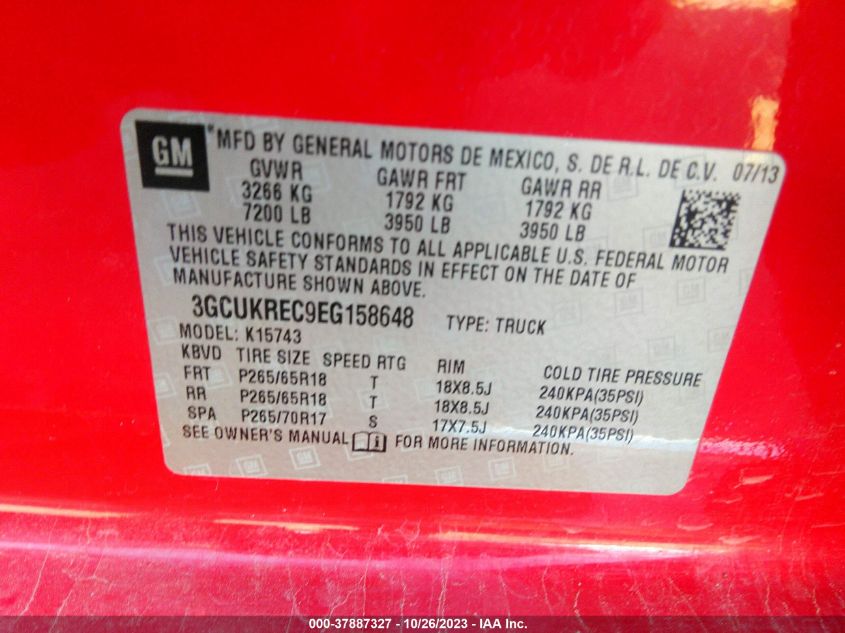 GM
*MFD BY GENERAL MOTORS DE MEXICO, S. DE R.L. DE C.V. 07/13
GVWR GAWR FRT GAWR RR
3266 KG 1792 KG 1792 KG
7200 LB 3950 LB 3950 LB
THIS VEHICLE CONFORMS TO ALL APPLICABLE U.S. FEDERAL MOTOR
VEHICLE SAFETY STANDARDS IN EFFECT ON THE DATE OF
MANUFACTURE SHOWN ABOVE.
3GCUKREC9EG158648 TYPE: TRUCK
MODEL: K15743
KBVD TIRE SIZE SPEED RTG RIM COLD TIRE PRESSURE
FRT P265/65R18 T 18X8.5J 240KPA(35PSI)
RR P265/65R18 T 18X8.5J 240KPA(35PSI)
SPA P265/70R17 S 17X7.5J 240KPA(35PSI)
SEE OWNER'S MANUAL FOR MORE INFORMATION.
000-37887327 - 10/26/2023 - IAA Inc.